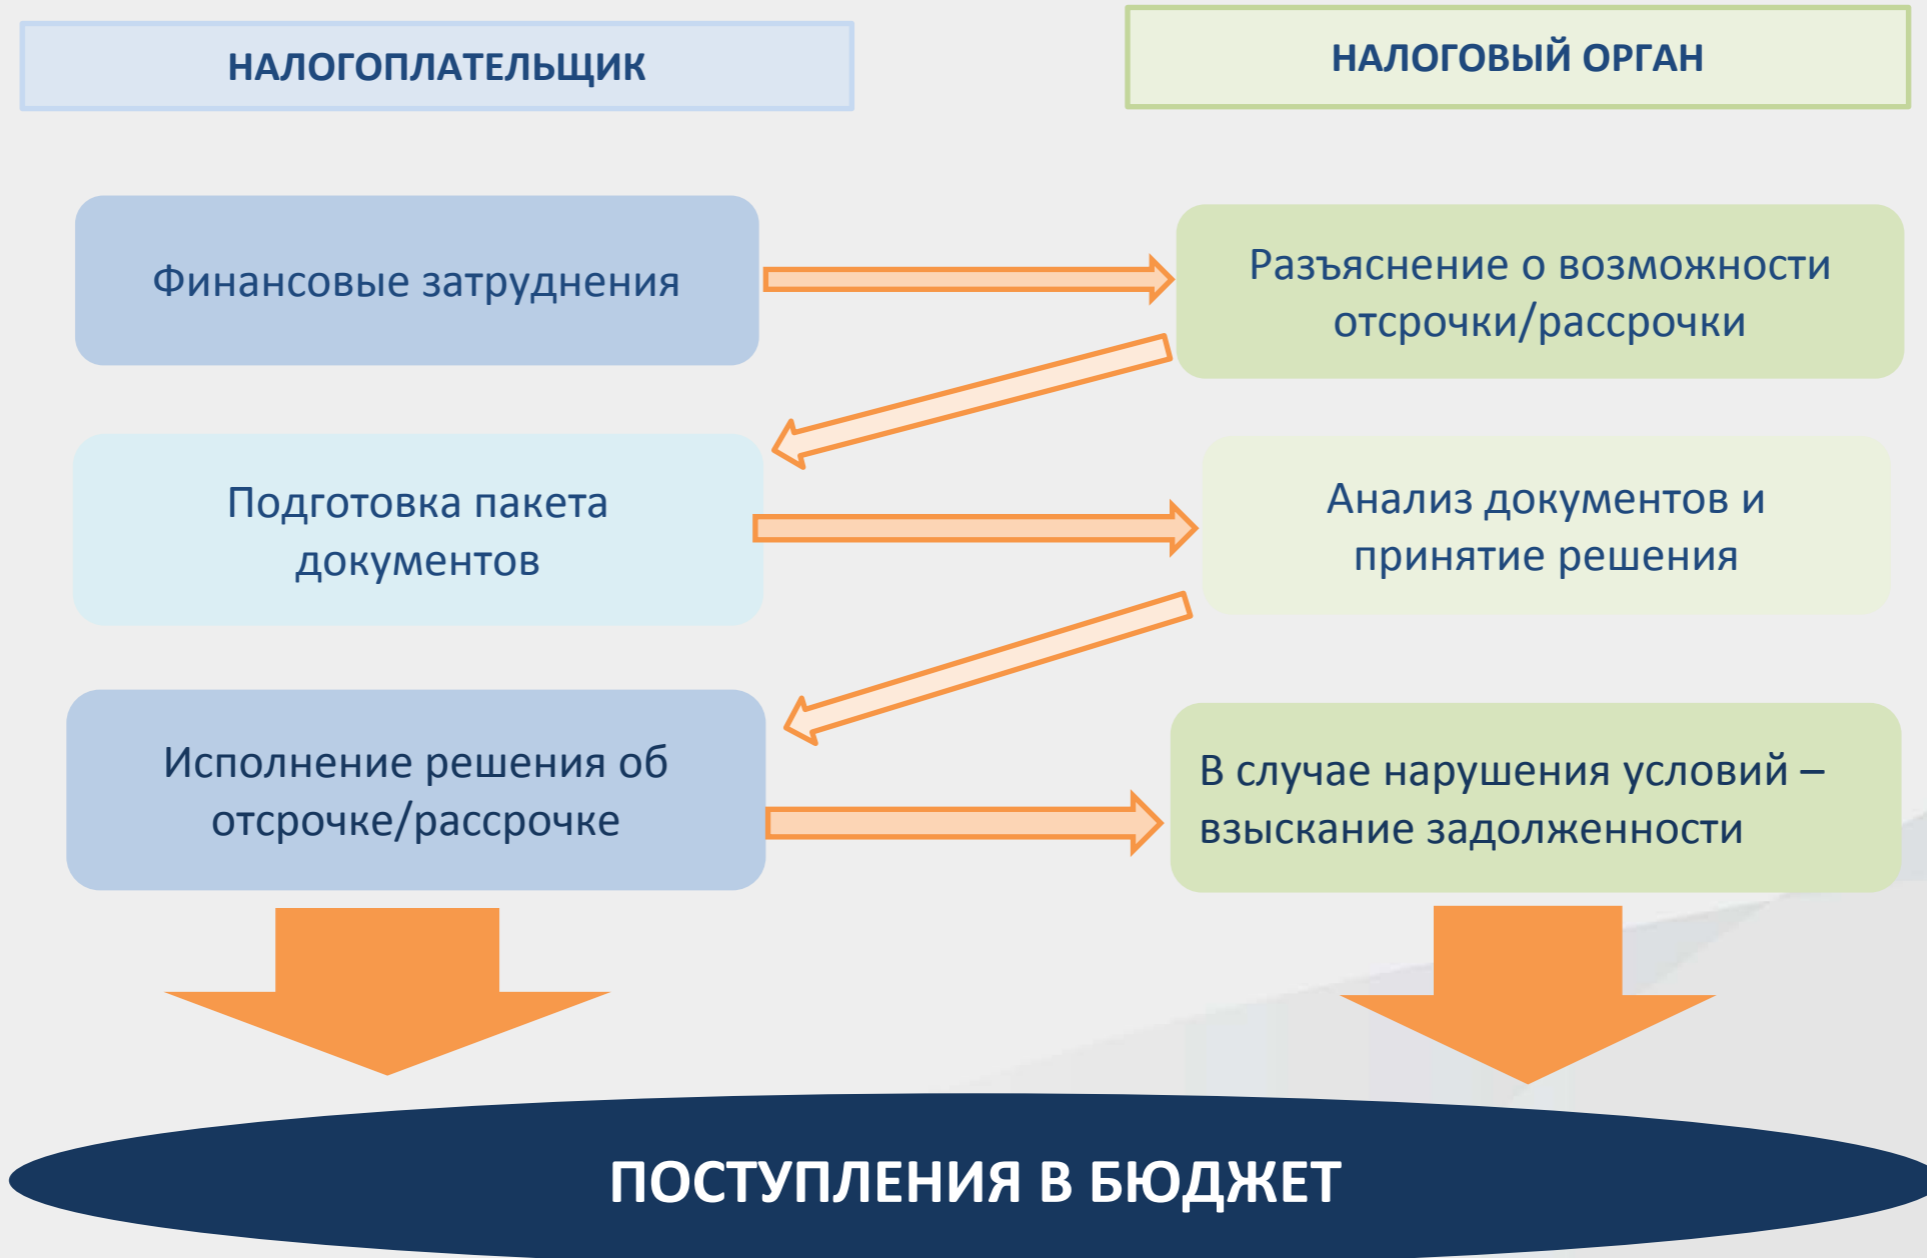 НАЛОГОПЛАТЕЛЬЩИК
НАЛОГОВЫЙ ОРГАН
Финансовые затруднения
Разъяснение о возможности
отсрочки/рассрочки
Подготовка пакета
документов
Анализ документов и
принятие решения
Исполнение решения об
отсрочке/рассрочке
В случае нарушения условий –
взыскание задолженности
ПОСТУПЛЕНИЯ В БЮДЖЕТ